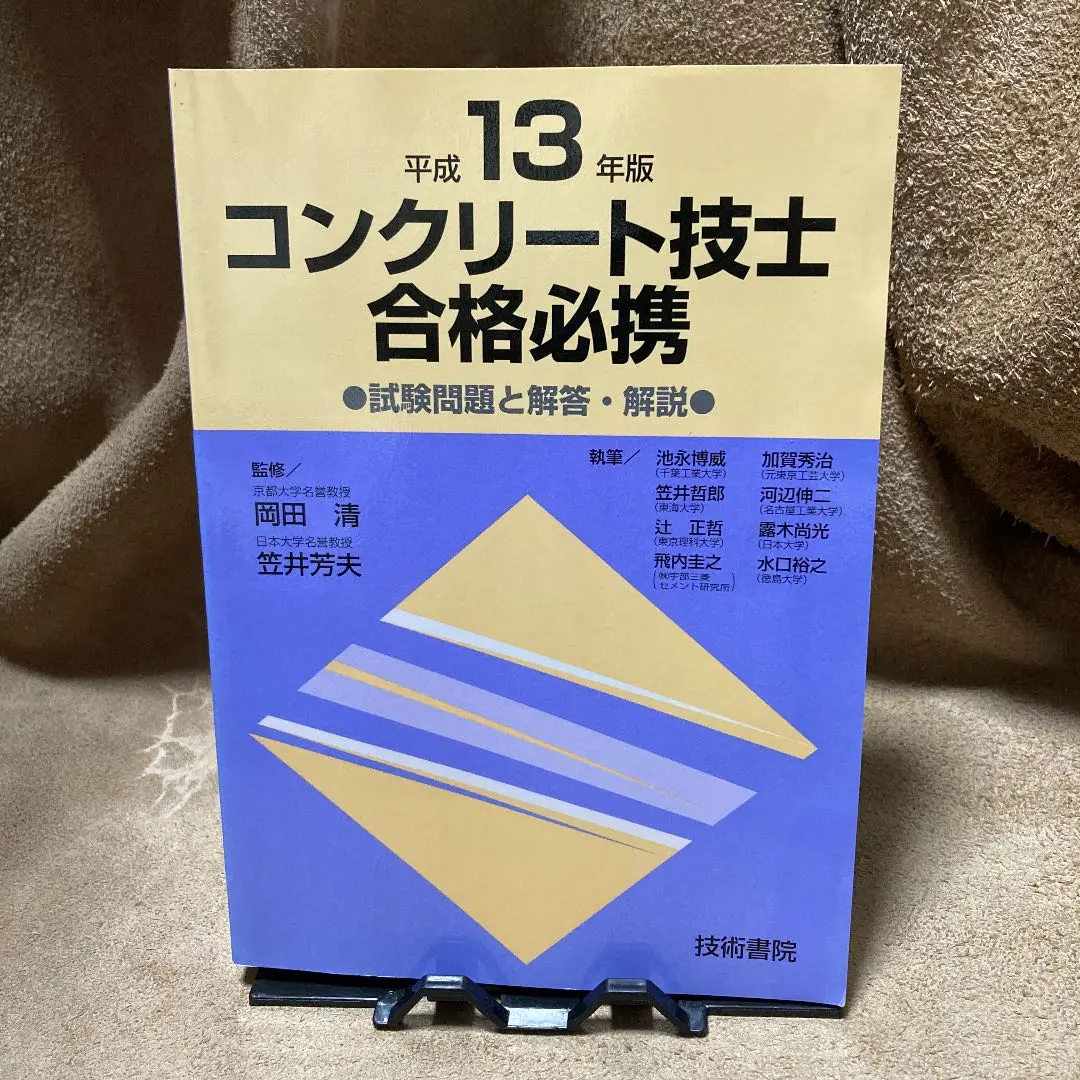 平成13年版
コンクリート技士
合格必携
●試験問題と解答・解説●
監修／
京都大学名誉教授
岡田 清
日本大学名誉教授
笠井芳夫
執筆／
池永博威
(千葉工業大学)
加賀秀治
(元東京工芸大学)
笠井哲郎
(東海大学)
河辺伸二
(名古屋工業大学)
辻 正哲
(東京理科大学)
露木尚光
(日本大学)
飛内圭之
(㈱宇部三菱
セメント研究所)
水口裕之
(徳島大学)
技術書院